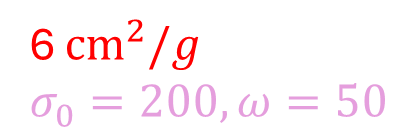 6 cm²/g
σ₀ = 200, ω = 50